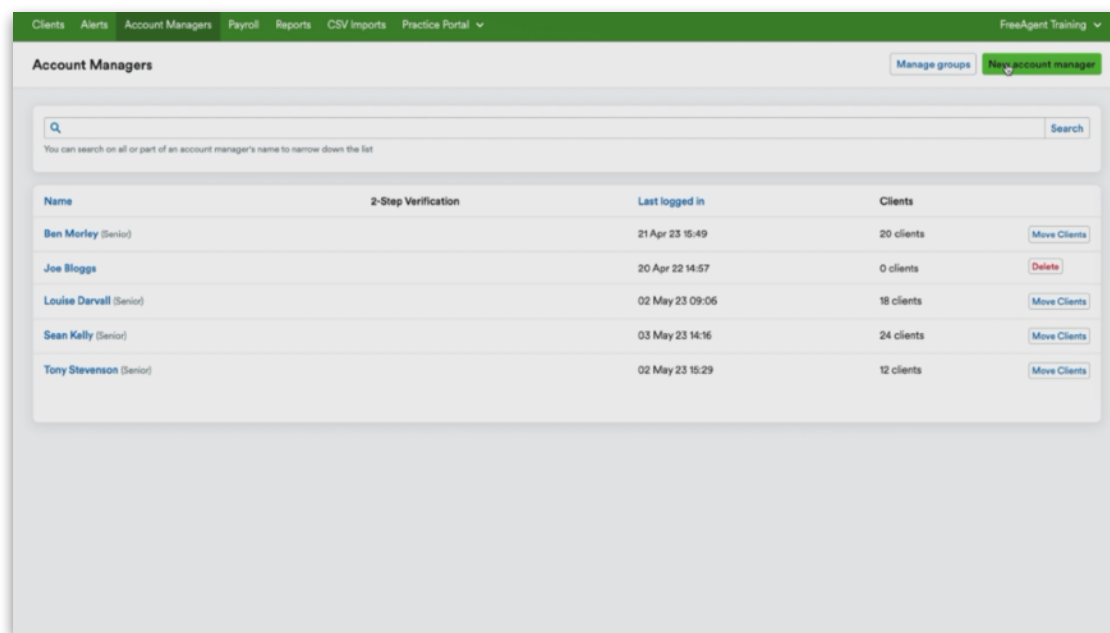 Clients Alerts Account Managers Payroll Reports CSV Imports Practice Portal FreeAgent Training
Account Managers Manage groups New account manager
Search
You can search on all or part of an account manager's name to narrow down the list
Name 2-Step Verification Last logged in Clients
Ben Morley (Senior) 21 Apr 23 15:49 20 clients Move Clients
Joe Bloggs 20 Apr 22 14:57 0 clients Delete
Louise Darvall (Senior) 02 May 23 09:06 18 clients Move Clients
Sean Kelly (Senior) 03 May 23 14:16 24 clients Move Clients
Tony Stevenson (Senior) 02 May 23 15:29 12 clients Move Clients